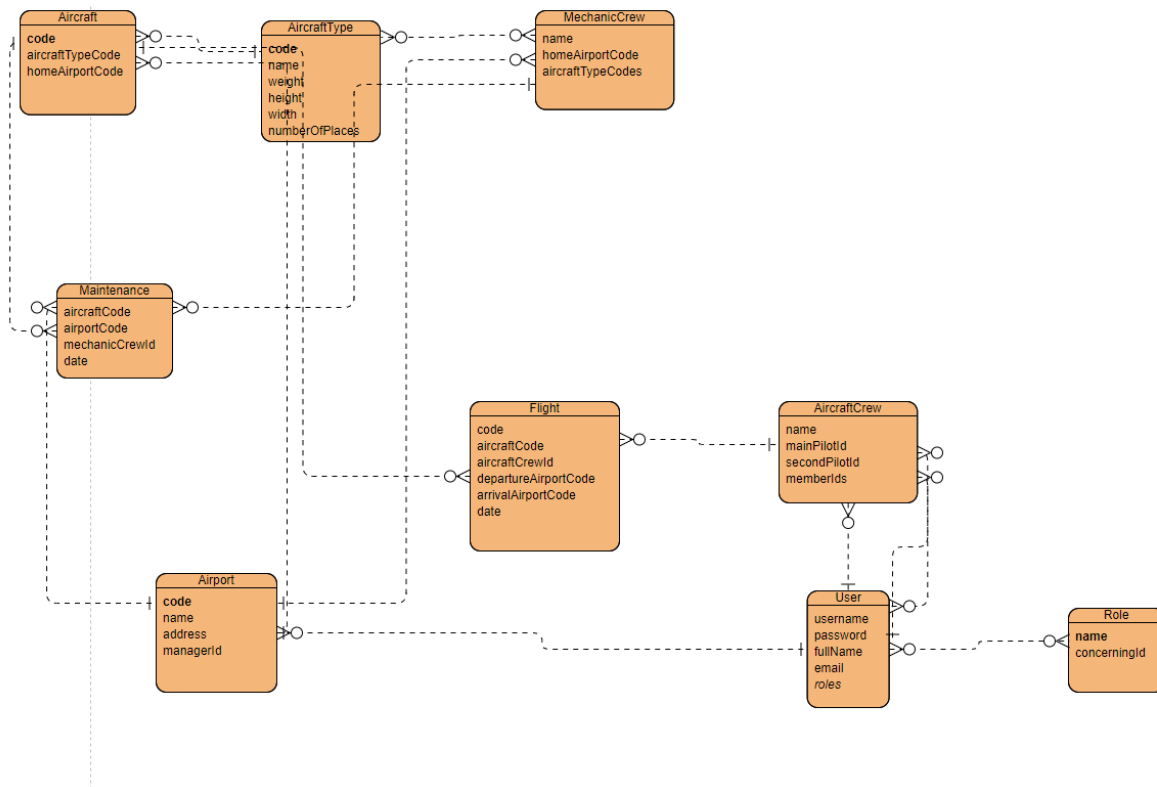 Aircraft
code
aircraftTypeCode
homeAirportCode
AircraftType
code
name
weight
height
width
numberOfPlaces
MechanicCrew
name
homeAirportCode
aircraftTypeCodes
Maintenance
aircraftCode
airportCode
mechanicCrewId
date
Flight
code
aircraftCode
aircraftCrewId
departureAirportCode
arrivalAirportCode
date
AircraftCrew
name
mainPilotId
secondPilotId
memberIds
Airport
code
name
address
managerId
User
username
password
fullName
email
roles
Role
name
concerningId